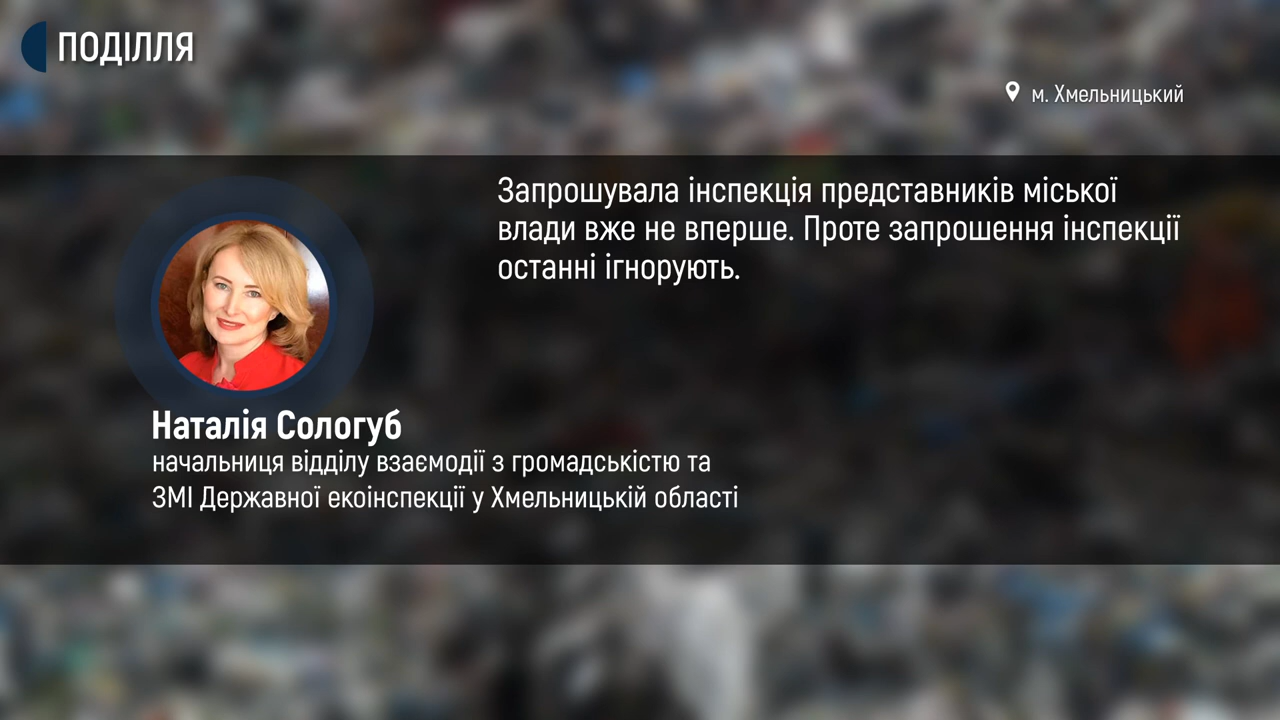 ПОДІЛЛЯ
м. Хмельницький
Запрошувала інспекція представників міської
влади вже не вперше. Проте запрошення інспекції
останні ігнорують.
Наталія Сологуб
начальниця відділу взаємодії з громадськістю та
ЗМІ Державної екоінспекції у Хмельницькій області